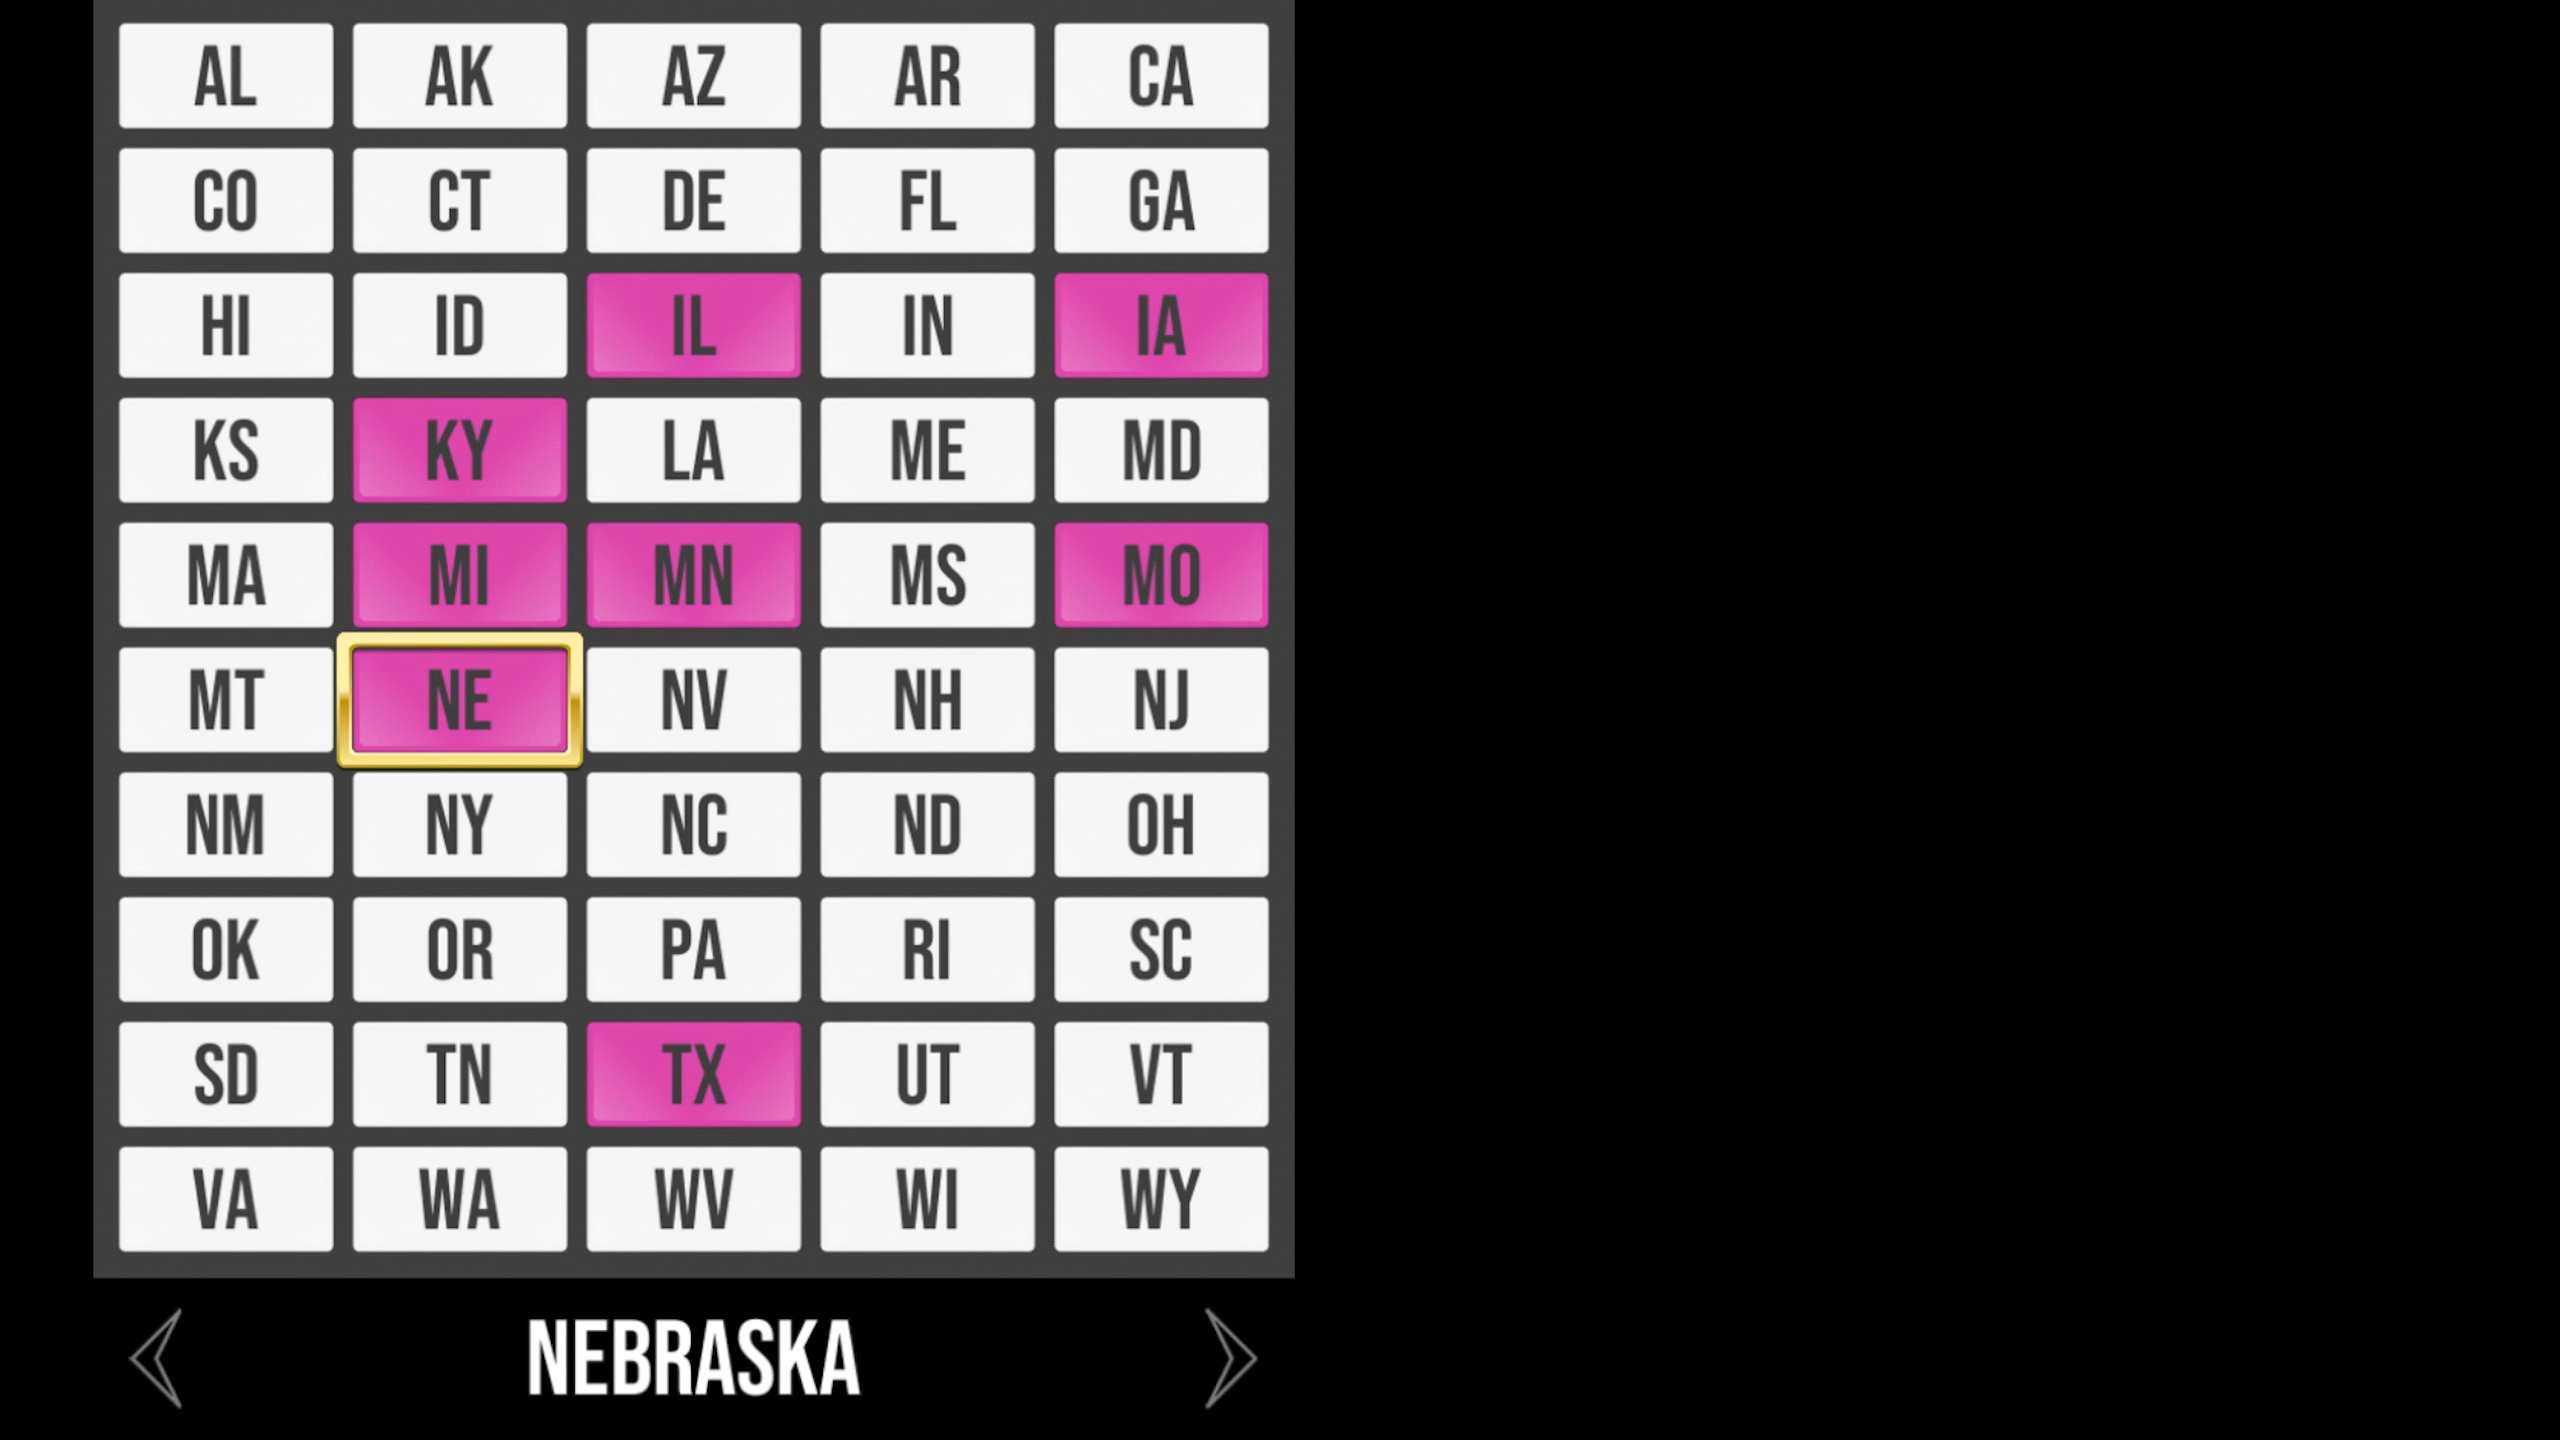 AL AK AZ AR CA
CO CT DE FL GA
HI ID IL IN IA
KS KY LA ME MD
MA MI MN MS MO
MT NE NV NH NJ
NM NY NC ND OH
OK OR PA RI SC
SD TN TX UT VT
VA WA WV WI WY
NEBRASKA